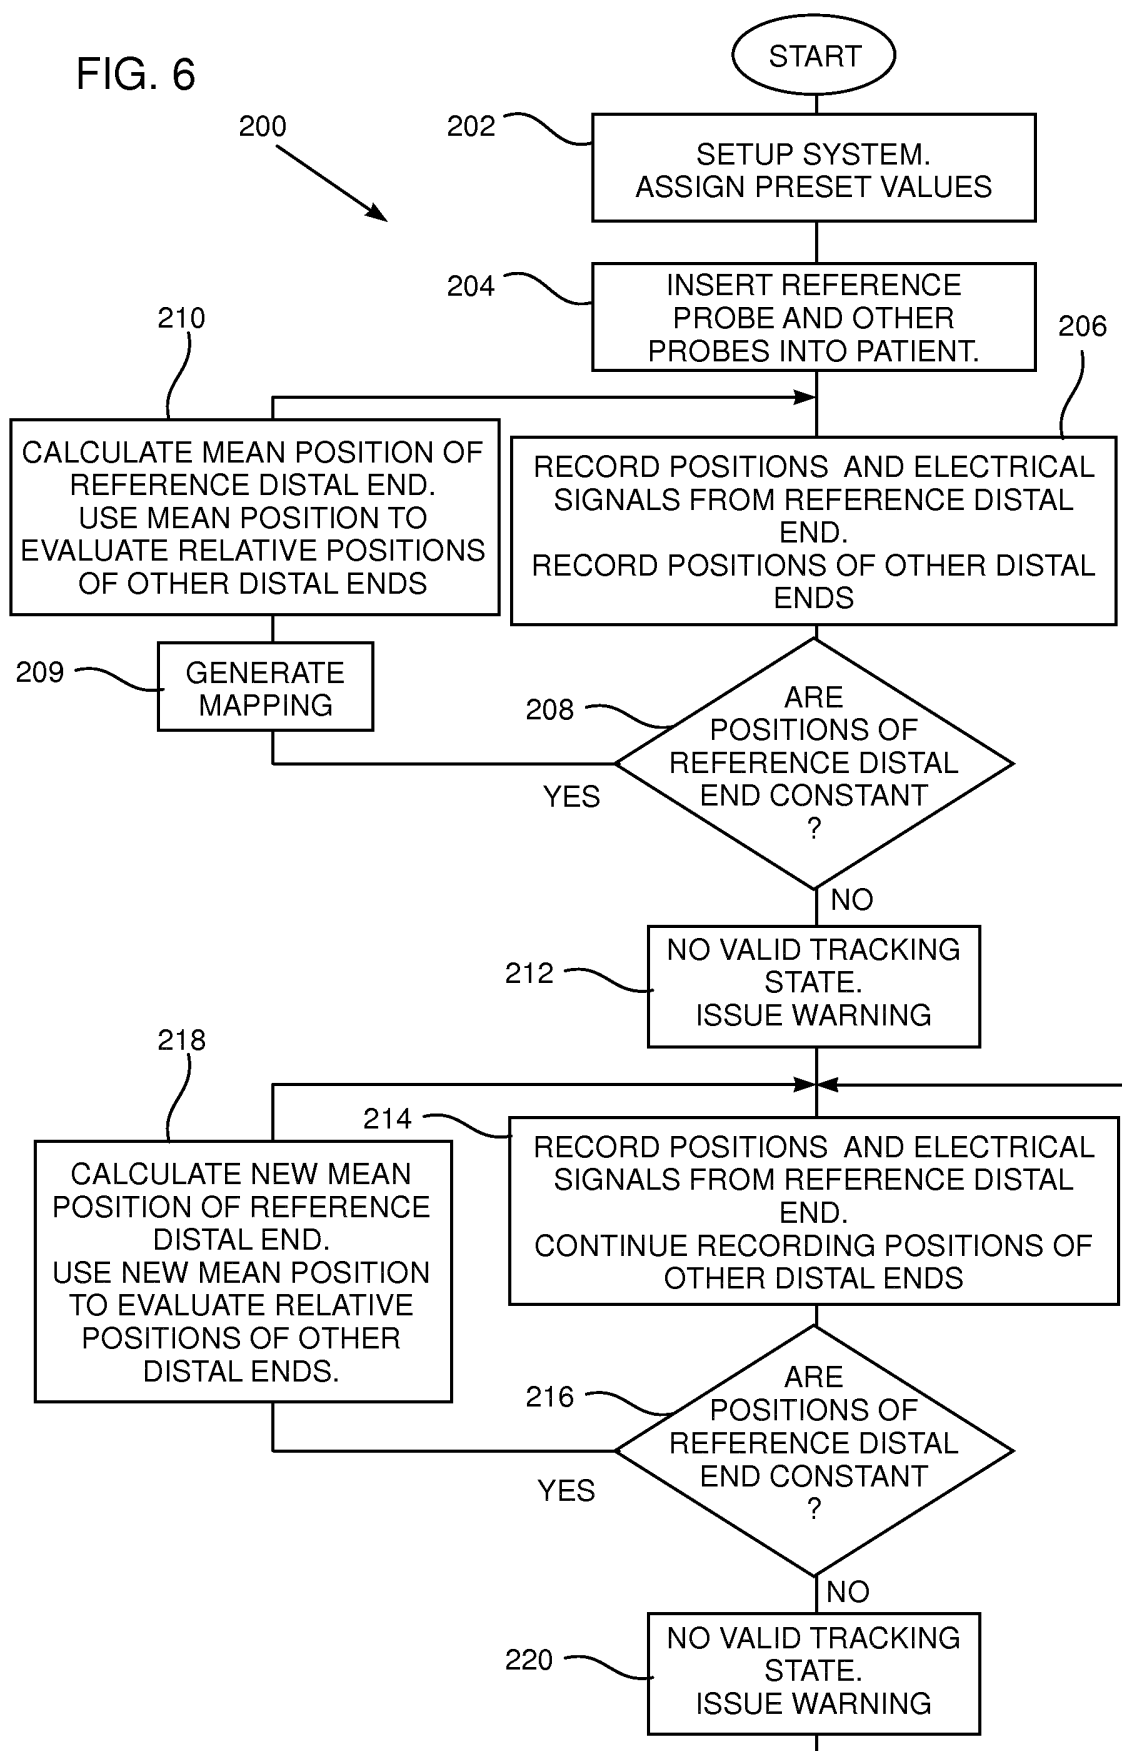 FIG. 6
START
200
202
SETUP SYSTEM.
ASSIGN PRESET VALUES
204
INSERT REFERENCE
PROBE AND OTHER
PROBES INTO PATIENT.
210
206
CALCULATE MEAN POSITION OF
REFERENCE DISTAL END.
USE MEAN POSITION TO
EVALUATE RELATIVE POSITIONS
OF OTHER DISTAL ENDS
RECORD POSITIONS AND ELECTRICAL
SIGNALS FROM REFERENCE DISTAL
END.
RECORD POSITIONS OF OTHER DISTAL
ENDS
209
GENERATE
MAPPING
208
ARE
POSITIONS OF
REFERENCE DISTAL
END CONSTANT
?
YES
NO
212
NO VALID TRACKING
STATE.
ISSUE WARNING
218
214
RECORD POSITIONS AND ELECTRICAL
SIGNALS FROM REFERENCE DISTAL
END.
CONTINUE RECORDING POSITIONS OF
OTHER DISTAL ENDS
CALCULATE NEW MEAN
POSITION OF REFERENCE
DISTAL END.
USE NEW MEAN POSITION
TO EVALUATE RELATIVE
POSITIONS OF OTHER
DISTAL ENDS.
216
ARE
POSITIONS OF
REFERENCE DISTAL
END CONSTANT
?
YES
NO
220
NO VALID TRACKING
STATE.
ISSUE WARNING